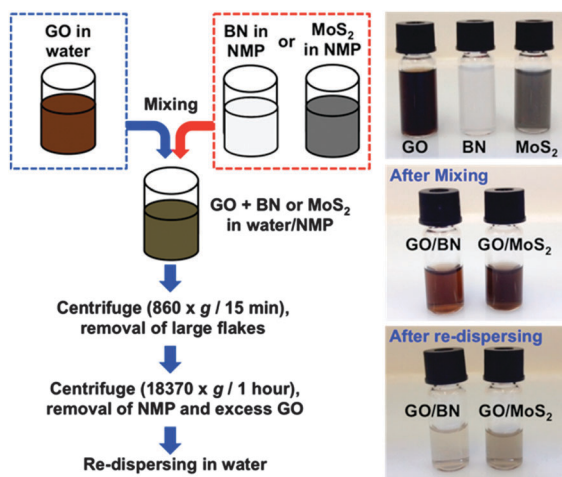 GO in
water
BN in
NMP
or
MoS₂
in NMP
Mixing
GO + BN or MoS₂
in water/NMP
Centrifuge (860 x g / 15 min),
removal of large flakes
Centrifuge (18370 x g / 1 hour),
removal of NMP and excess GO
Re-dispersing in water
GO BN MoS₂
After Mixing
GO/BN GO/MoS₂
After re-dispersing
GO/BN GO/MoS₂